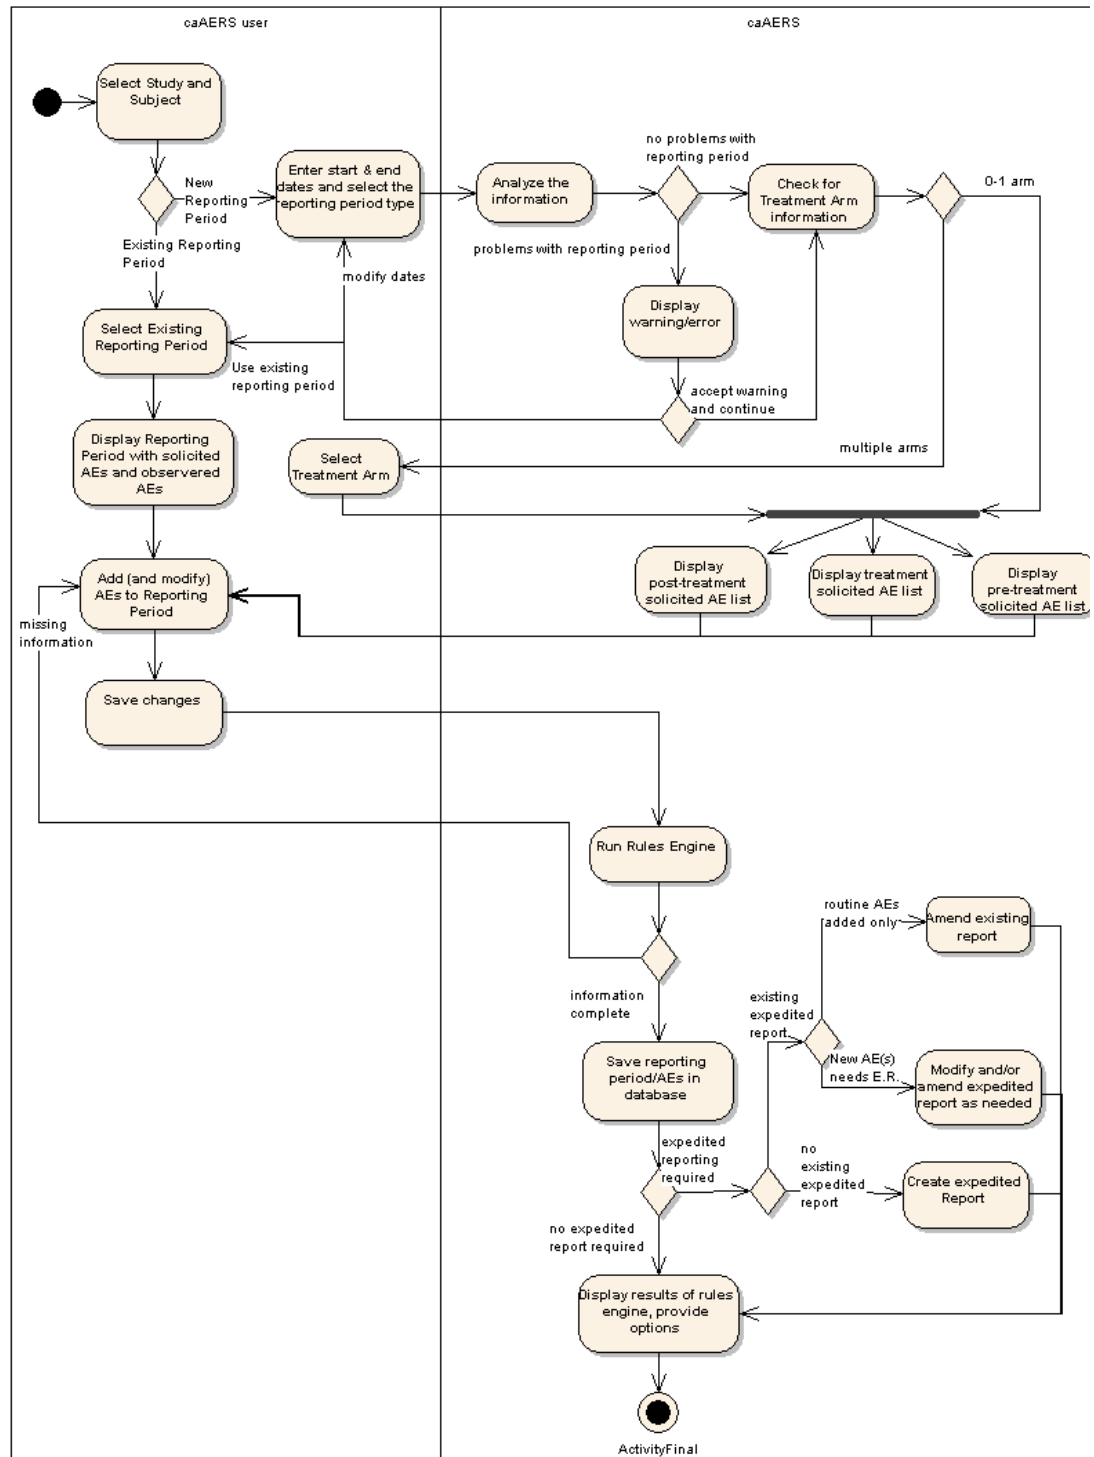 caAERS user
caAERS
Select Study and
Subject
New
Reporting
Period
Enter start & end
dates and select the
reporting period type
Analyze the
information
no problems with
reporting period
Check for
Treatment Arm
information
0-1 arm
Existing Reporting
Period
problems with reporting period
modify dates
Display
warning/error
Select Existing
Reporting Period
Use existing
reporting period
accept warning
and continue
Display Reporting
Period with solicited
AEs and observered
AEs
Select
Treatment Arm
multiple arms
Display
post-treatment
solicited AE list
Display treatment
solicited AE list
Display
pre-treatment
solicited AE list
Add (and modify)
AEs to Reporting
Period
missing
information
Save changes
Run Rules Engine
routine AEs
added only
Amend existing
report
information
complete
existing
expedited
report
New AE(s)
needs E.R.
Modify and/or
amend expedited
report as needed
Save reporting
period/AEs in
database
expedited
reporting
required
no
existing
expedited
report
Create expedited
Report
no expedited
report required
Display results of rules
engine, provide
options
ActivityFinal